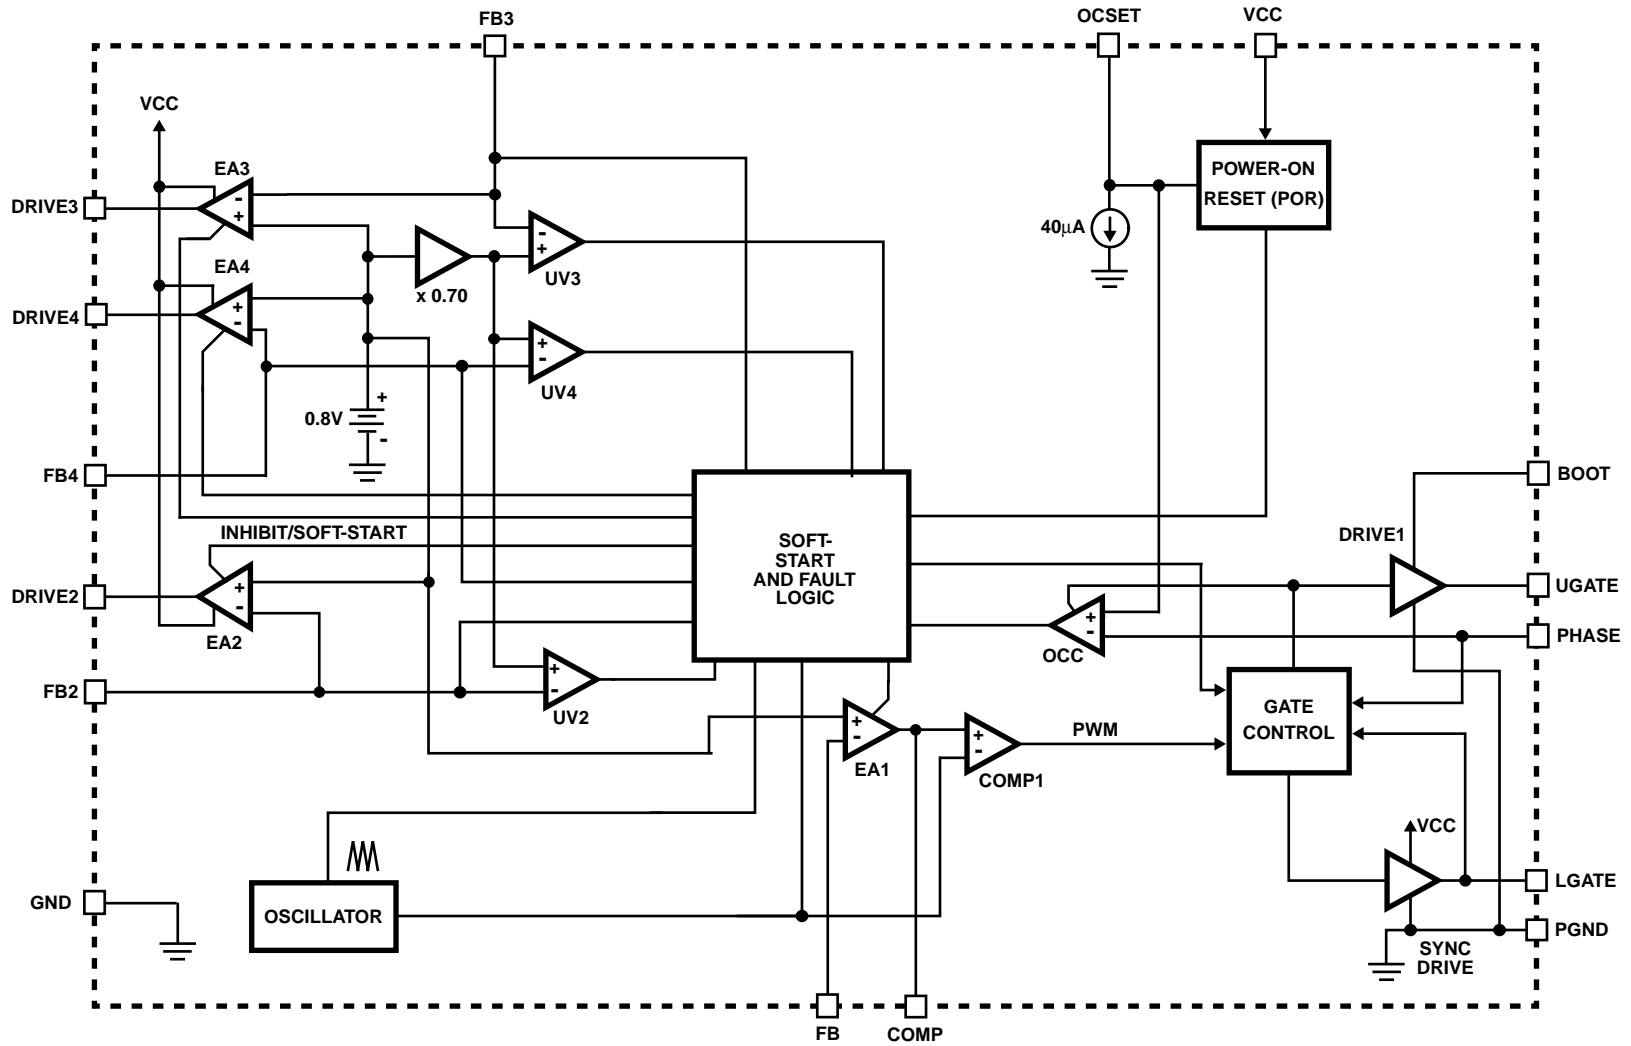 FB3
OCSET
VCC
VCC
EA3
-
+
DRIVE3
POWER-ON
RESET (POR)
40µA
-
+
UV3
x 0.70
EA4
+
-
DRIVE4
+
-
UV4
0.8V
+
-
FB4
BOOT
INHIBIT/SOFT-START
SOFT-
START
AND FAULT
LOGIC
DRIVE1
DRIVE2
+
-
EA2
UGATE
+
-
OCC
PHASE
FB2
+
-
UV2
GATE
CONTROL
+
-
EA1
+
-
COMP1
PWM
VCC
GND
OSCILLATOR
LGATE
PGND
SYNC
DRIVE
FB
COMP